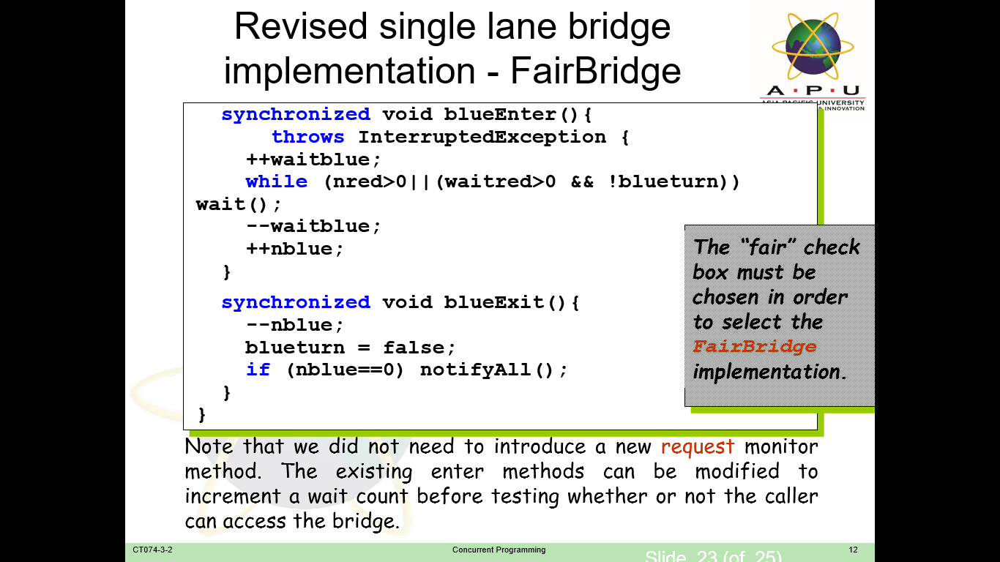 Revised single lane bridge
implementation - FairBridge
A · P · U
ASIA PACIFIC UNIVERSITY
& INNOVATION
synchronized void blueEnter(){
throws InterruptedException {
++waitblue;
while (nred>0||(waitred>0 && !blueturn))
wait();
--waitblue;
++nblue;
}
synchronized void blueExit(){
--nblue;
blueturn = false;
if (nblue==0) notifyAll();
}
}
The “fair” check
box must be
chosen in order
to select the
FairBridge
implementation.
Note that we did not need to introduce a new request monitor
method. The existing enter methods can be modified to
increment a wait count before testing whether or not the caller
can access the bridge.
CT074-3-2
Concurrent Programming
12
Slide 23 (of 25)